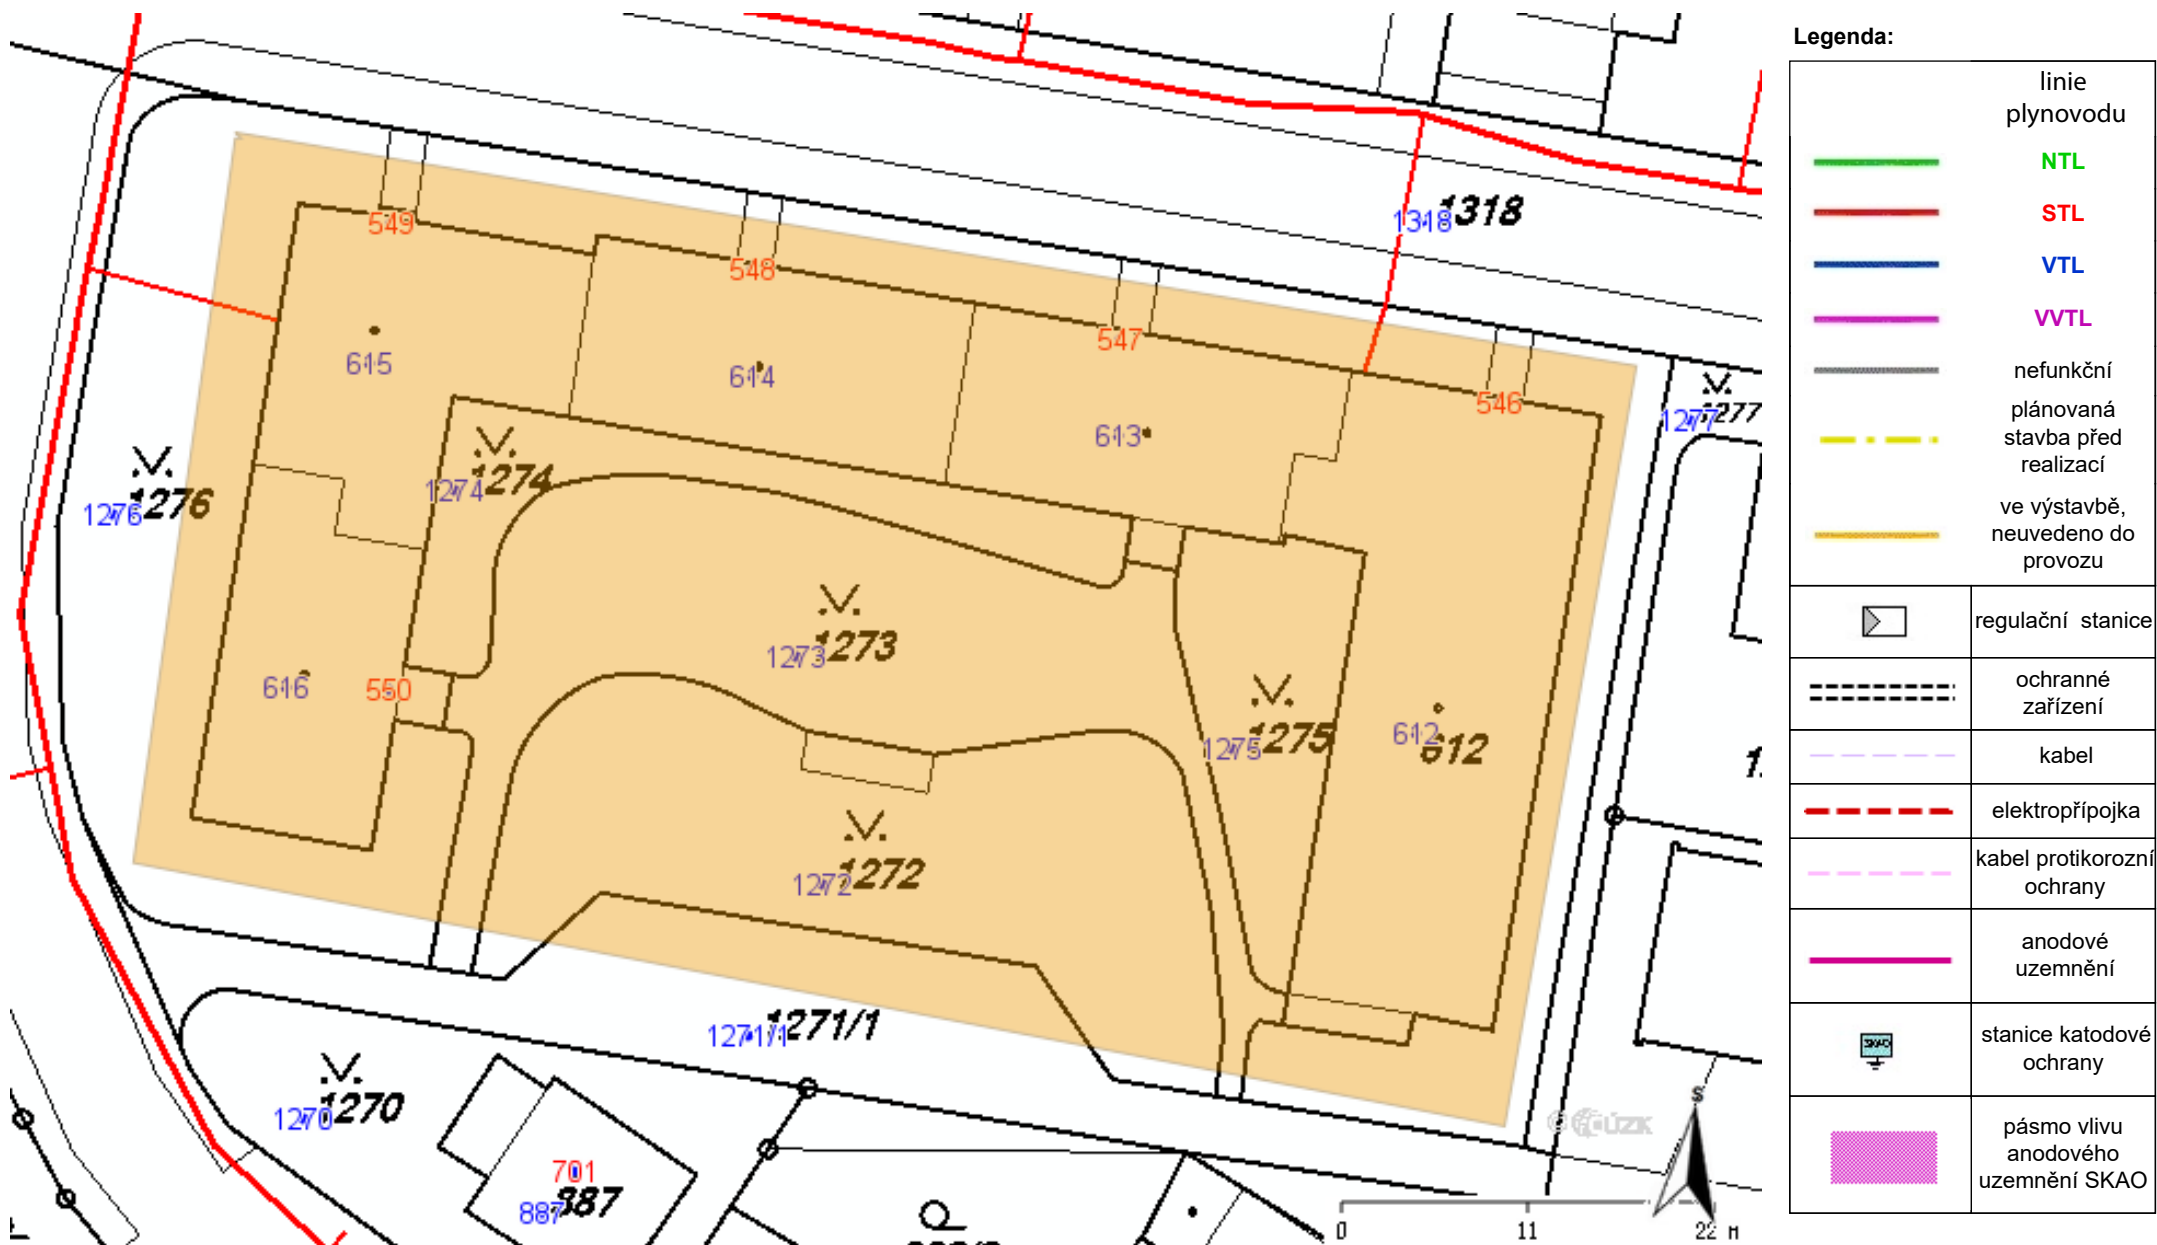 Legenda:
linie
plynovodu
NTL
STL
VTL
VVTL
nefunkční
plánovaná
stavba před
realizací
ve výstavbě,
neuvedeno do
provozu
regulační stanice
ochranné
zařízení
kabel
elektropřípojka
kabel protikorozní
ochrany
anodové
uzemnění
SKAO
stanice katodové
ochrany
pásmo vlivu
anodového
uzemnění SKAO
1318 1318
549
548
547
546
615
614
613
1277 1277
1274 1274
1276 1276
1273 1273
616
550
1275 1275
612 612
1272 1272
1271/1 1271/1
1270 1270
701
887 887
© ČÚZK
S
0 11 22 m